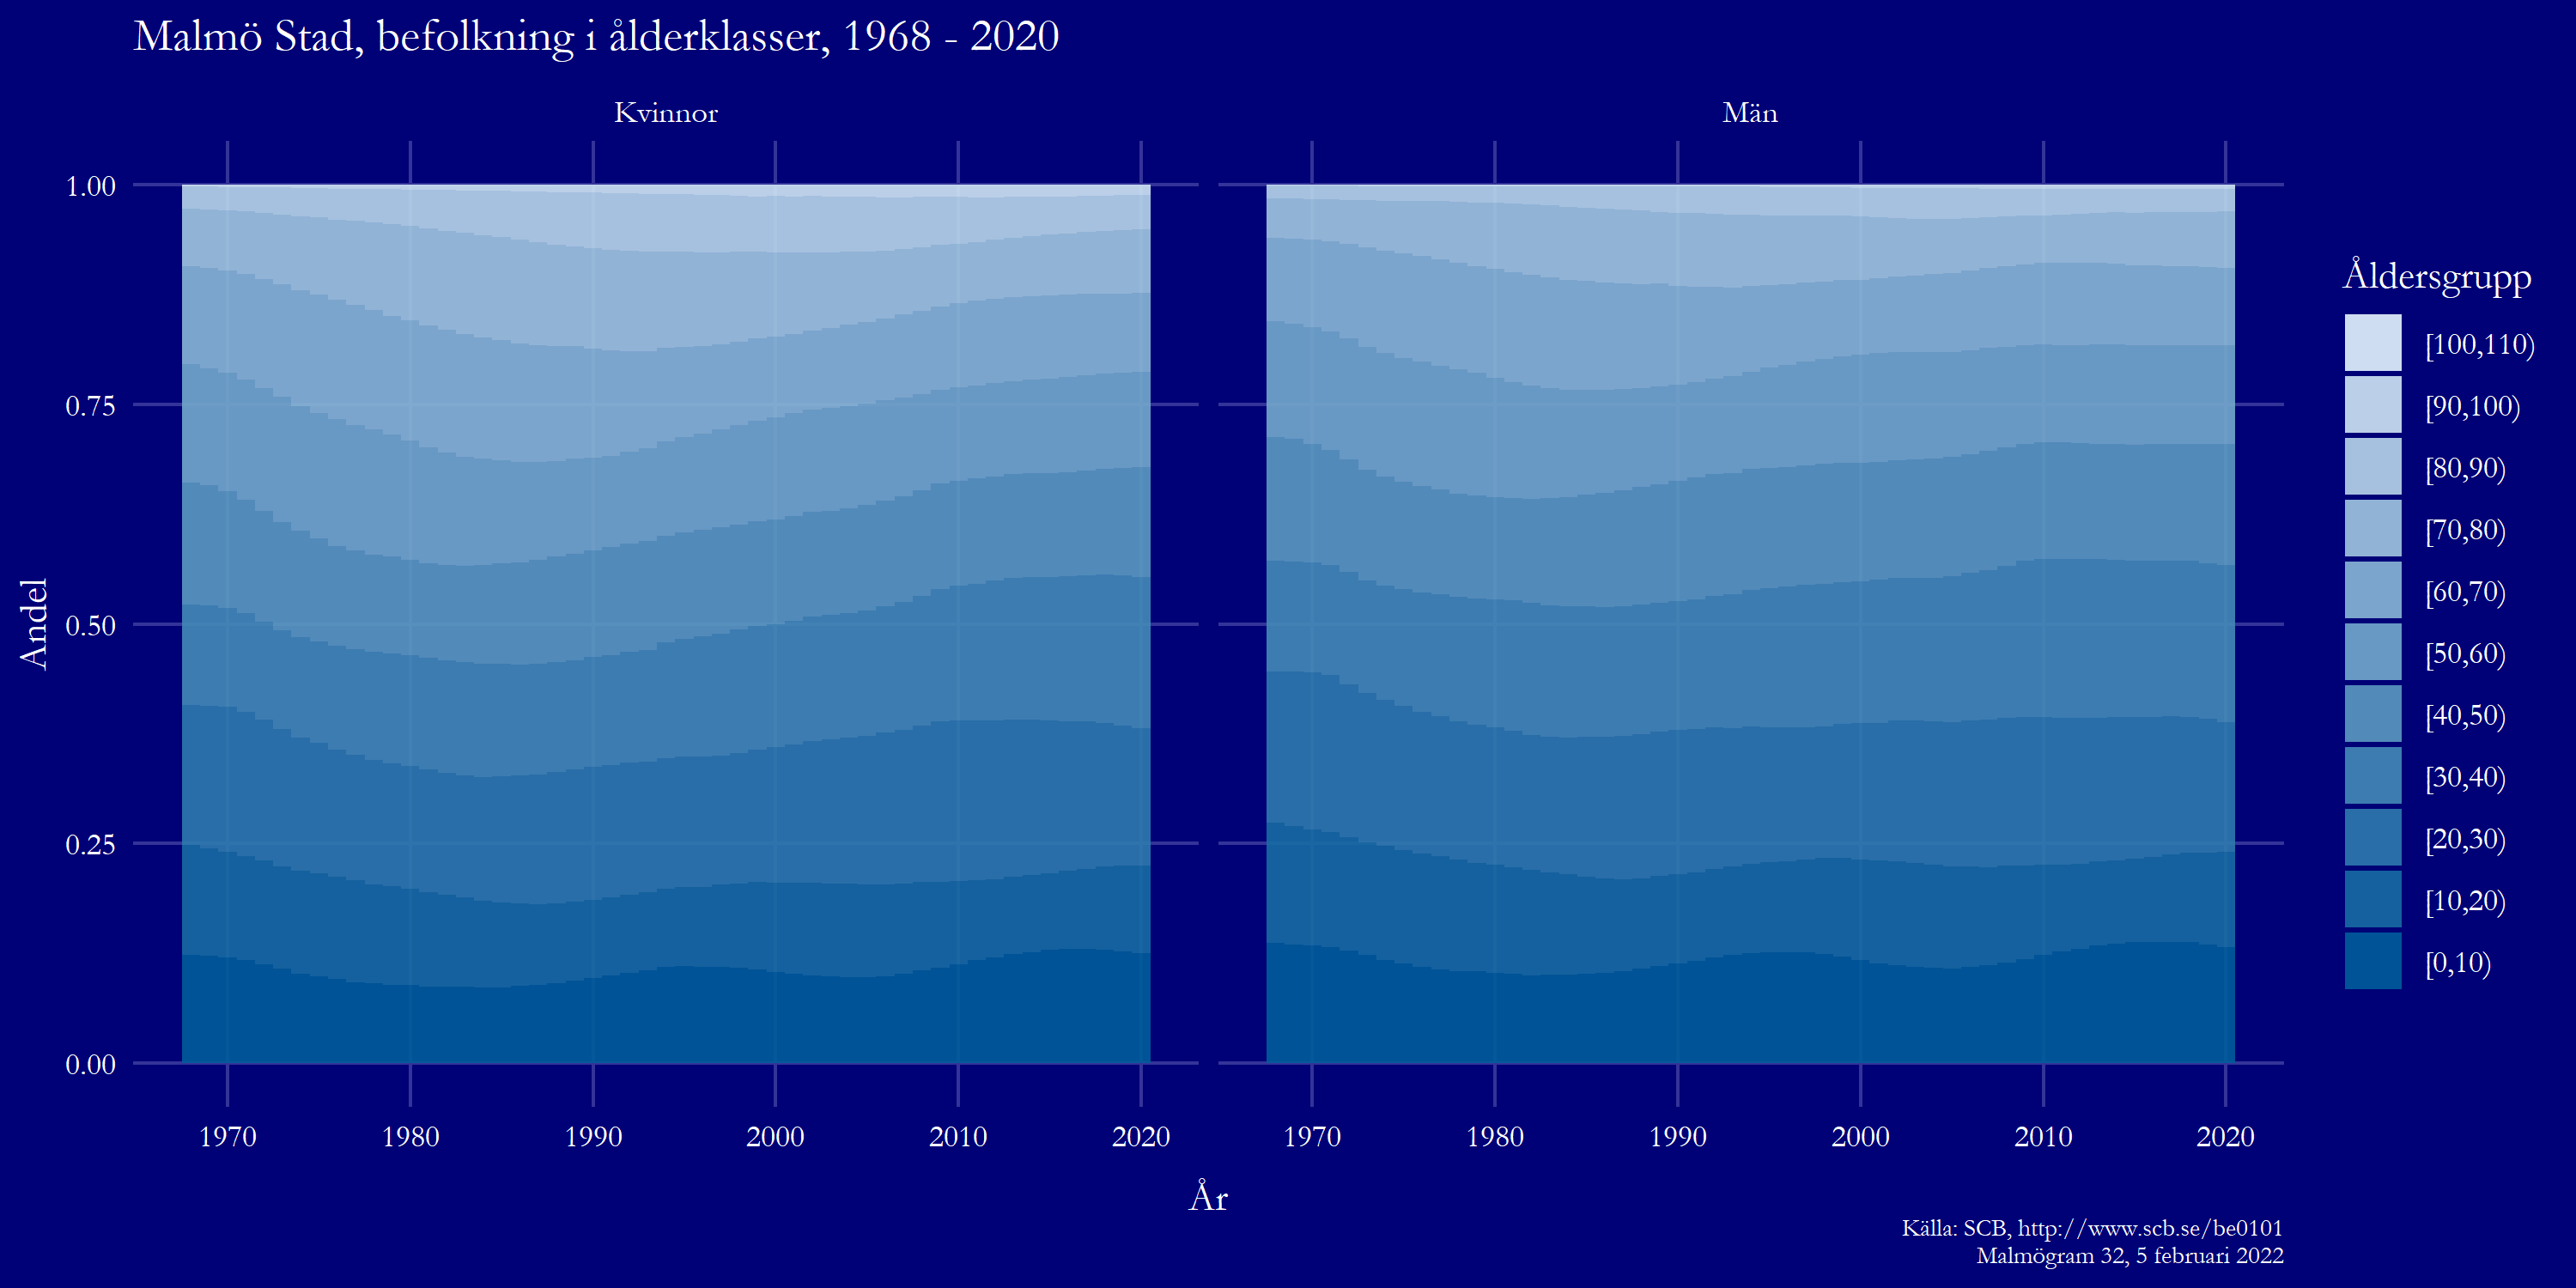 Malmö Stad, befolkning i ålderklasser, 1968 - 2020
Kvinnor
Män
1.00
0.75
0.50
0.25
0.00
Andel
1970 1980 1990 2000 2010 2020
1970 1980 1990 2000 2010 2020
År
Åldersgrupp
[100,110)
[90,100)
[80,90)
[70,80)
[60,70)
[50,60)
[40,50)
[30,40)
[20,30)
[10,20)
[0,10)
Källa: SCB, http://www.scb.se/be0101
Malmögram 32, 5 februari 2022